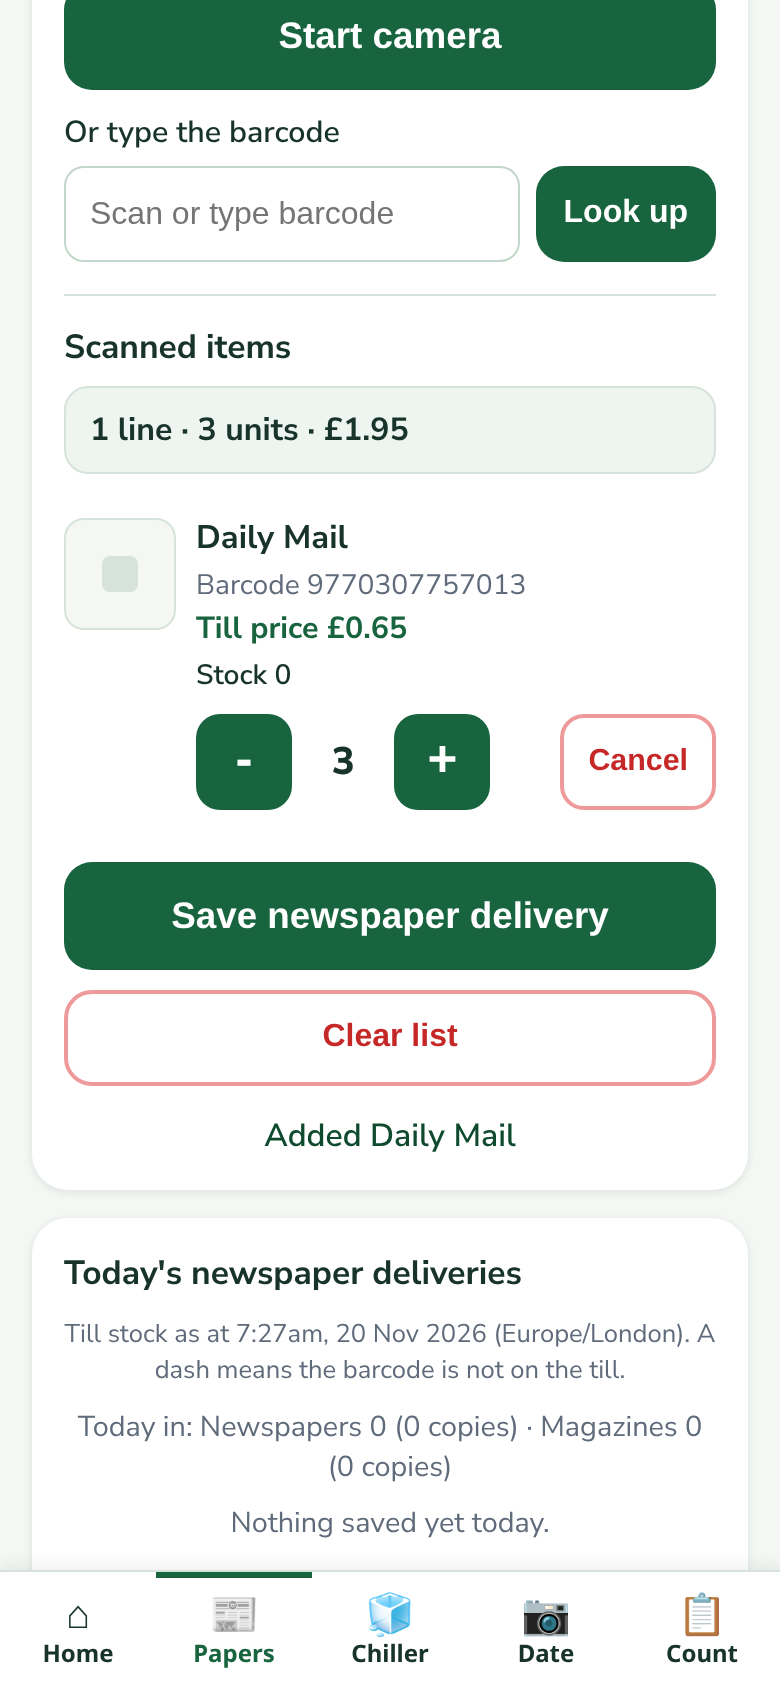 Start camera
Or type the barcode
Scan or type barcode
Look up
Scanned items
1 line · 3 units · £1.95
Daily Mail
Barcode 9770307757013
Till price £0.65
Stock 0
-
3
+
Cancel
Save newspaper delivery
Clear list
Added Daily Mail
Today's newspaper deliveries
Till stock as at 7:27am, 20 Nov 2026 (Europe/London). A
dash means the barcode is not on the till.
Today in: Newspapers 0 (0 copies) · Magazines 0
(0 copies)
Nothing saved yet today.
Home
Papers
Chiller
Date
Count